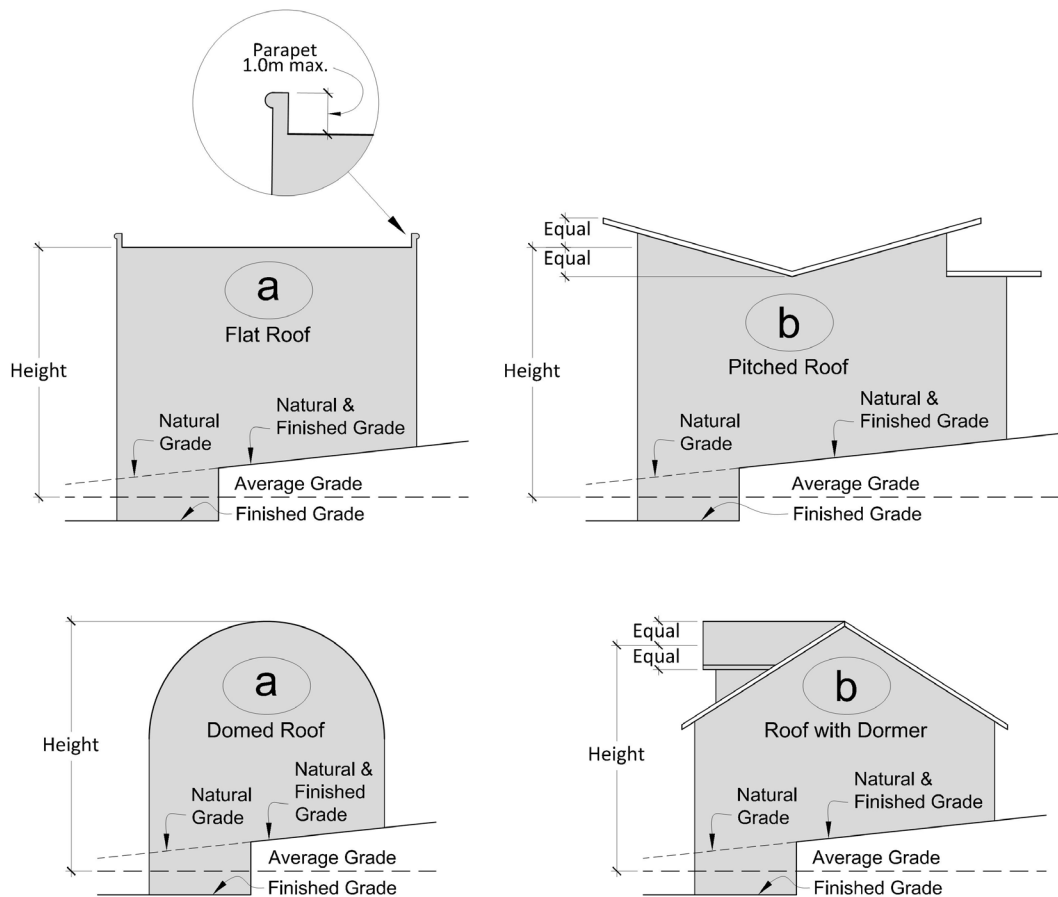 Parapet
1.0m max.
a
Flat Roof
Height
Natural
Grade
Natural &
Finished Grade
Average Grade
Finished Grade
Equal
Equal
b
Pitched Roof
Height
Natural
Grade
Natural &
Finished Grade
Average Grade
Finished Grade
a
Domed Roof
Height
Natural
Grade
Natural &
Finished
Grade
Average Grade
Finished Grade
Equal
Equal
b
Roof with Dormer
Height
Natural
Grade
Natural &
Finished Grade
Average Grade
Finished Grade